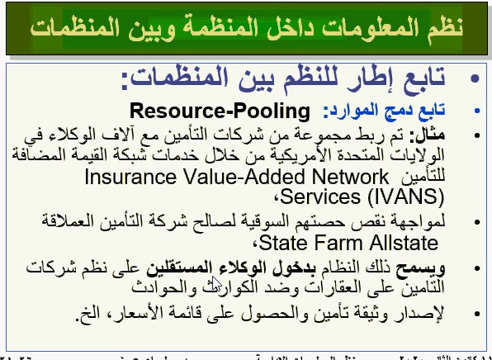 نظم المعلومات داخل المنظمة وبين المنظمات
• تابع إطار للنظم بين المنظمات:
• تابع دمج الموارد: Resource-Pooling
• مثال: تم ربط مجموعة من شركات التأمين مع آلاف الوكلاء في
الولايات المتحدة الأمريكية من خلال خدمات شبكة القيمة المضافة
للتأمين Insurance Value-Added Network
Services (IVANS)،
• لمواجهة نقص حصتهم السوقية لصالح شركة التأمين العملاقة
State Farm Allstate،
• ويسمح ذلك النظام بدخول الوكلاء المستقلين على نظم شركات
التامين على العقارات وضد الكوارث والحوادث
• لإصدار وثيقة تأمين والحصول على قائمة الأسعار، الخ.